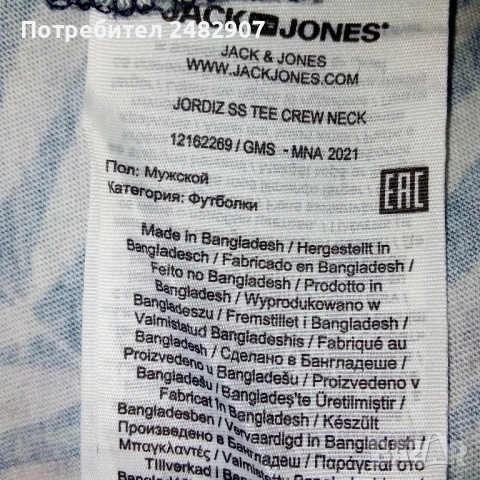 Потребител 2482907
JACK JONES®
JACK & JONES
WWW.JACKJONES.COM
JORDIZ SS TEE CREW NECK
12162269 / GMS - MNA 2021
Пол: Мужской
Категория: Футболки
EAC
Made in Bangladesh / Hergestellt in
Bangladesch / Fabricado en Bangladesh /
Feito no Bangladesh / Prodotto in
Bangladesh / Wyprodukowano w
Bangladeszu / Fremstillet i Bangladesh /
Valmistatud Bangladeshis / Fabriqué au
Bangladesh / Сделано в Бангладеше /
Proizvedeno u Bangladešu / Proizvedeno v
Bangladešu / Bangladeş'te Üretilmiştir /
Fabricat în Bangladesh / Készült
Bangladesben / Vervaardigd in Bangladesh /
Произведено в Бангладеш / Παράγεται στο
Μπαγκλαντές / Valmistettu
Tillverkad i Bangladesh /